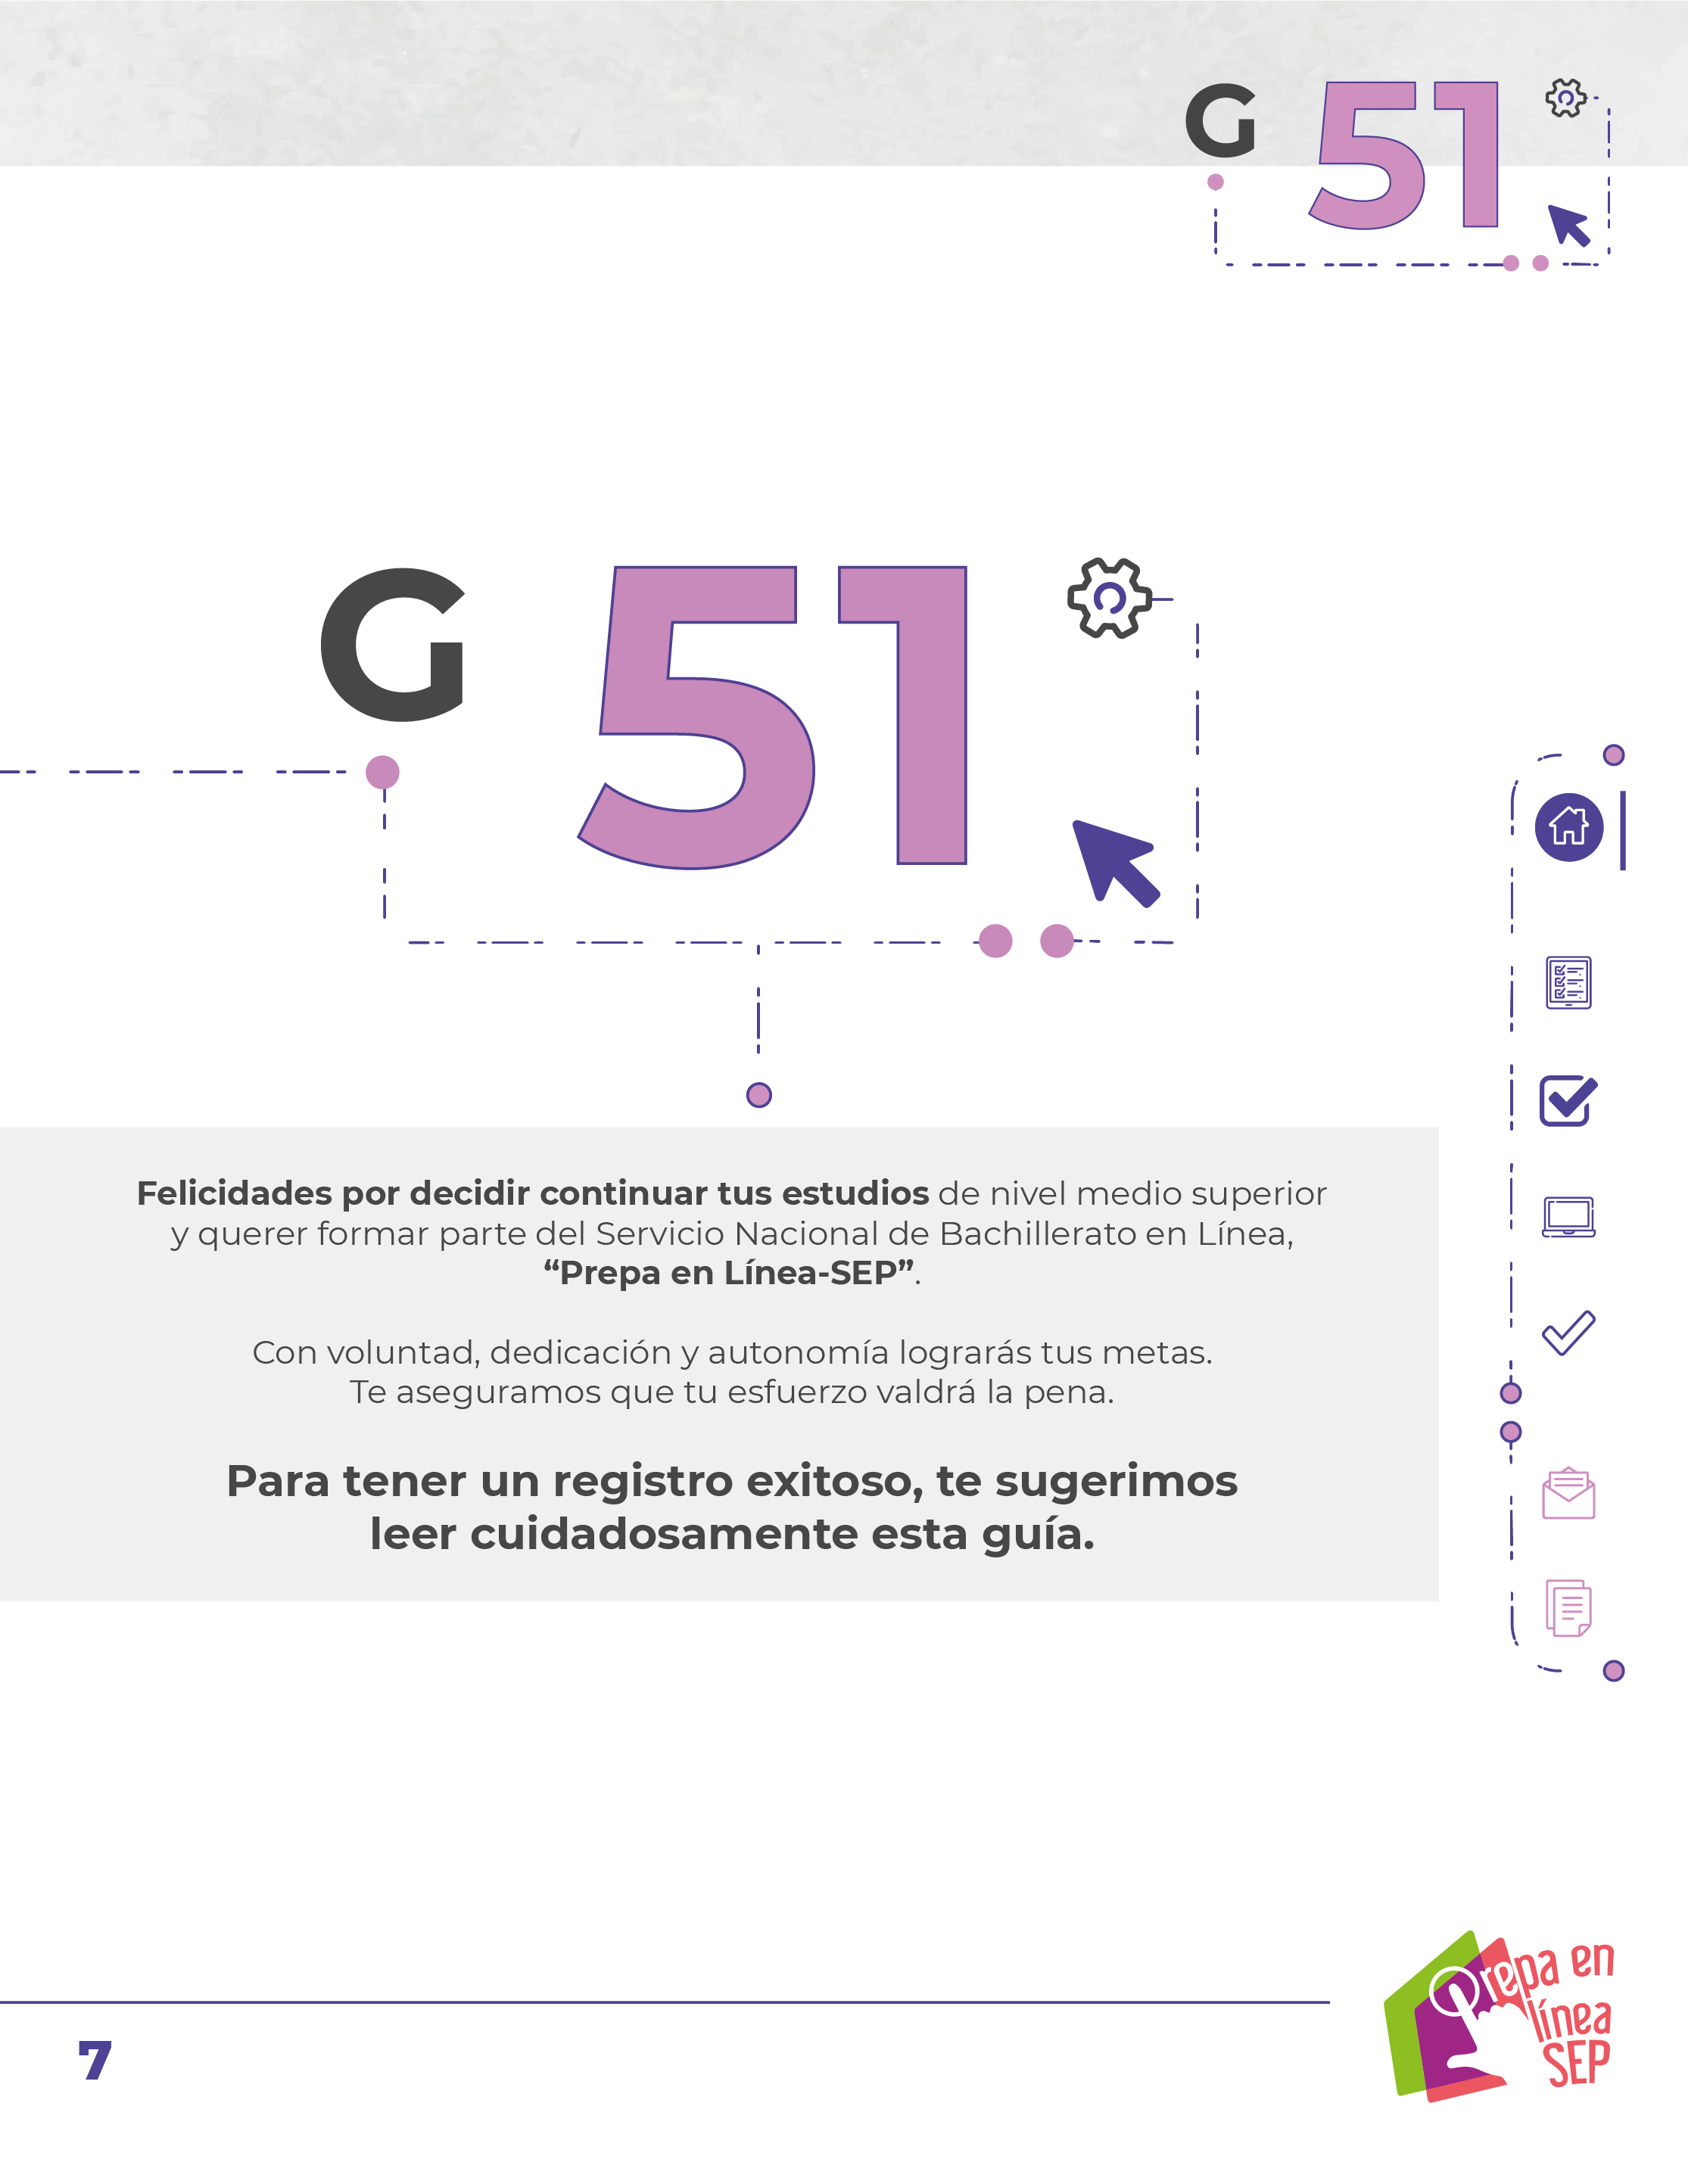 G 51
G 51
Felicidades por decidir continuar tus estudios de nivel medio superior
y querer formar parte del Servicio Nacional de Bachillerato en Línea,
“Prepa en Línea-SEP”.
Con voluntad, dedicación y autonomía lograrás tus metas.
Te aseguramos que tu esfuerzo valdrá la pena.
Para tener un registro exitoso, te sugerimos
leer cuidadosamente esta guía.
Prepa en
línea
SEP
7